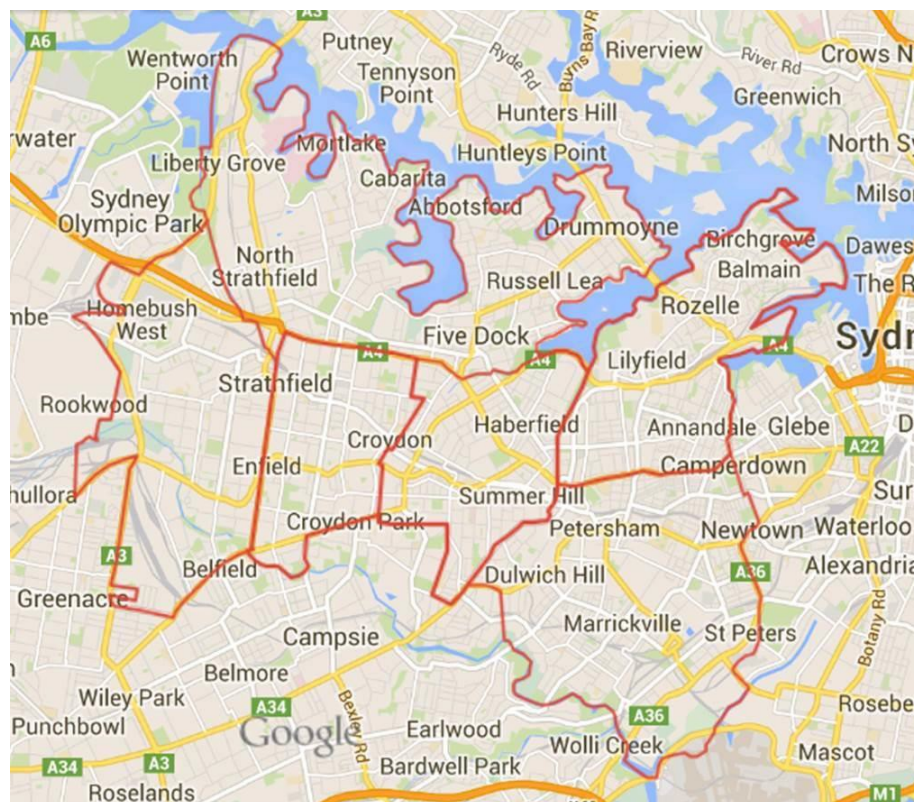 A3
A6
Putney
Riverview
Wentworth
Point
Ryde Rd
Burns Bay R
River Rd
Crows N
Tennyson
Point
Greenwich
Hunters Hill
rwater
Mortlake
Huntleys Point
North Sy
Liberty Grove
Cabarita
Sydney
Olympic Park
Abbotsford
Milso
Drummoyne
Birchgrove
Dawes
North
Strathfield
Balmain
Russell Lea
The R
Homebush
West
mbe
Rozelle
Five Dock
Sydn
A4
A4
A4
Lilyfield
Strathfield
Rookwood
Haberfield
Annandale
Glebe
D
Croydon
A22
Enfield
Camperdown
hullora
Summer Hill
Sur
Croydon Park
Petersham
Newtown
Waterloo
A3
Belfield
Dulwich Hill
A36
Alexandria
Greenacre
Marrickville
St Peters
Botany Rd
Campsie
Belmore
Wiley Park
A34
Bexley Rd
Rosebe
Punchbowl
Google
Earlwood
A36
Wolli Creek
Mascot
A34
A3
Bardwell Park
Roselands
M1